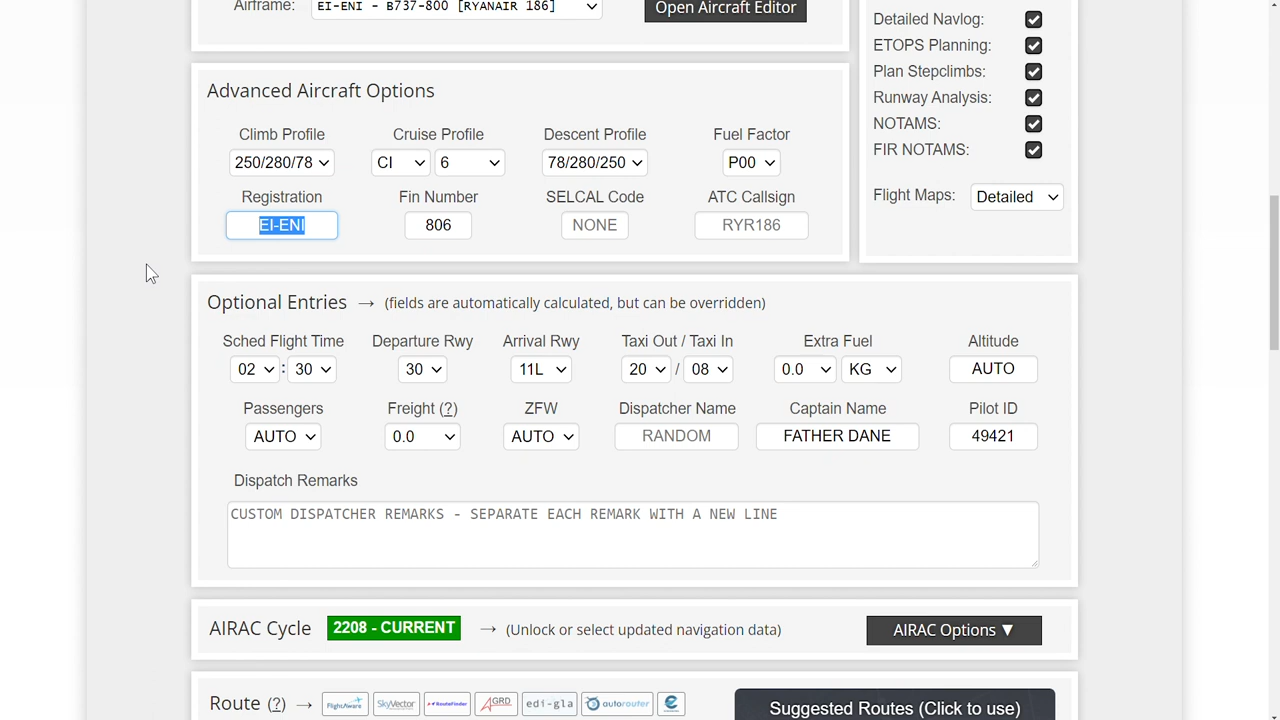 Airframe: EI-ENI - B737-800 [RYANAIR 186] Open Aircraft Editor
Detailed Navlog:
ETOPS Planning:
Plan Stepclimbs:
Runway Analysis:
NOTAMS:
FIR NOTAMS:
Flight Maps: Detailed
Advanced Aircraft Options
Climb Profile Cruise Profile Descent Profile Fuel Factor
250/280/78 CI 6 78/280/250 P00
Registration Fin Number SELCAL Code ATC Callsign
EI-ENI 806 NONE RYR186
Optional Entries → (fields are automatically calculated, but can be overridden)
Sched Flight Time Departure Rwy Arrival Rwy Taxi Out / Taxi In Extra Fuel Altitude
02 : 30 30 11L 20 / 08 0.0 KG AUTO
Passengers Freight (?) ZFW Dispatcher Name Captain Name Pilot ID
AUTO 0.0 AUTO RANDOM FATHER DANE 49421
Dispatch Remarks
CUSTOM DISPATCHER REMARKS - SEPARATE EACH REMARK WITH A NEW LINE
AIRAC Cycle 2208 - CURRENT → (Unlock or select updated navigation data) AIRAC Options ▼
Route (?) → FlightAware SkyVector RouteFinder AGRD edi-gla autorouter Suggested Routes (Click to use)